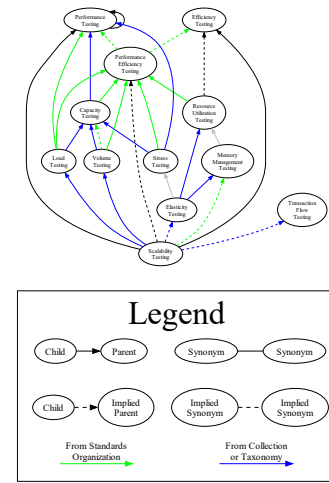 Performance
Testing
Efficiency
Testing
Performance
Efficiency
Testing
Capacity
Testing
Resource
Utilization
Testing
Load
Testing
Volume
Testing
Stress
Testing
Memory
Management
Testing
Elasticity
Testing
Transaction
Flow
Testing
Scalability
Testing
Legend
Child
Parent
Synonym
Synonym
Child
Implied
Parent
Implied
Synonym
Implied
Synonym
From Standards
Organization
From Collection
or Taxonomy